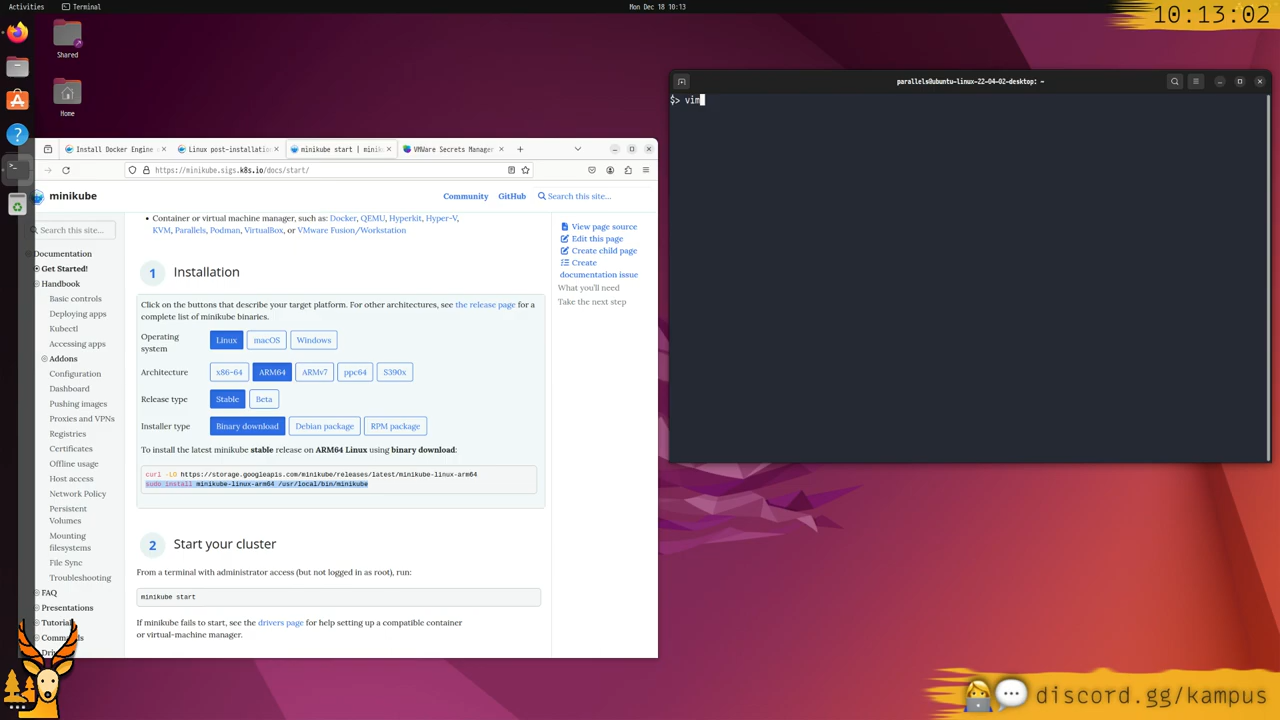 Activities
Terminal
Mon Dec 18 10:13
10:13:02
Shared
Home
parallels@ubuntu-linux-22-04-02-desktop: ~
$> vim
Install Docker Engine
Linux post-installatio
minikube start | minik
VMWare Secrets Manager
https://minikube.sigs.k8s.io/docs/start/
minikube
Community
GitHub
Search this site...
Search this site...
Documentation
Get Started!
Handbook
Basic controls
Deploying apps
Kubectl
Accessing apps
Addons
Configuration
Dashboard
Pushing images
Proxies and VPNs
Registries
Certificates
Offline usage
Host access
Network Policy
Persistent
Volumes
Mounting
filesystems
File Sync
Troubleshooting
FAQ
Presentations
Tutorials
Container or virtual machine manager, such as: Docker, QEMU, Hyperkit, Hyper-V,
KVM, Parallels, Podman, VirtualBox, or VMware Fusion/Workstation
1 Installation
Click on the buttons that describe your target platform. For other architectures, see the release page for a
complete list of minikube binaries.
Operating
system
Linux macOS Windows
Architecture x86-64 ARM64 ARMv7 ppc64 S390x
Release type Stable Beta
Installer type Binary download Debian package RPM package
To install the latest minikube stable release on ARM64 Linux using binary download:
curl -LO https://storage.googleapis.com/minikube/releases/latest/minikube-linux-arm64
sudo install minikube-linux-arm64 /usr/local/bin/minikube
2 Start your cluster
From a terminal with administrator access (but not logged in as root), run:
minikube start
If minikube fails to start, see the drivers page for help setting up a compatible container
or virtual-machine manager.
View page source
Edit this page
Create child page
Create
documentation issue
What you'll need
Take the next step
discord.gg/kampus